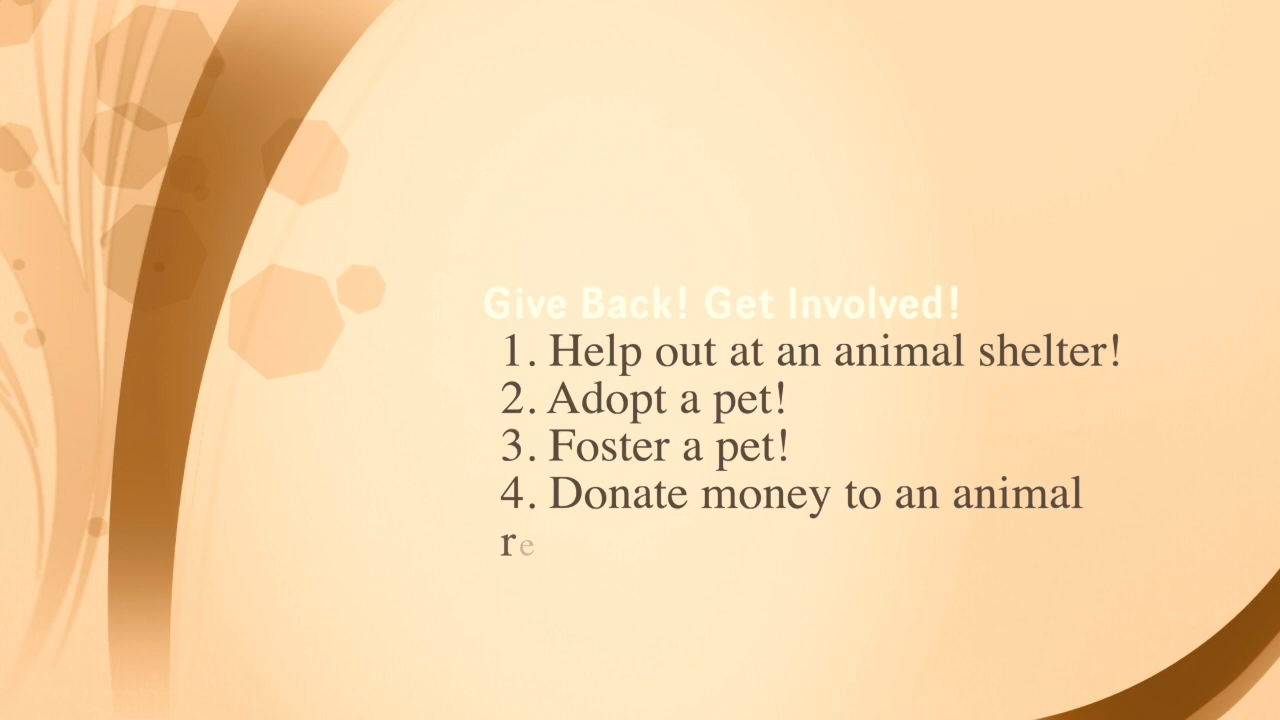 Give Back! Get Involved!
1. Help out at an animal shelter!
2. Adopt a pet!
3. Foster a pet!
4. Donate money to an animal
re